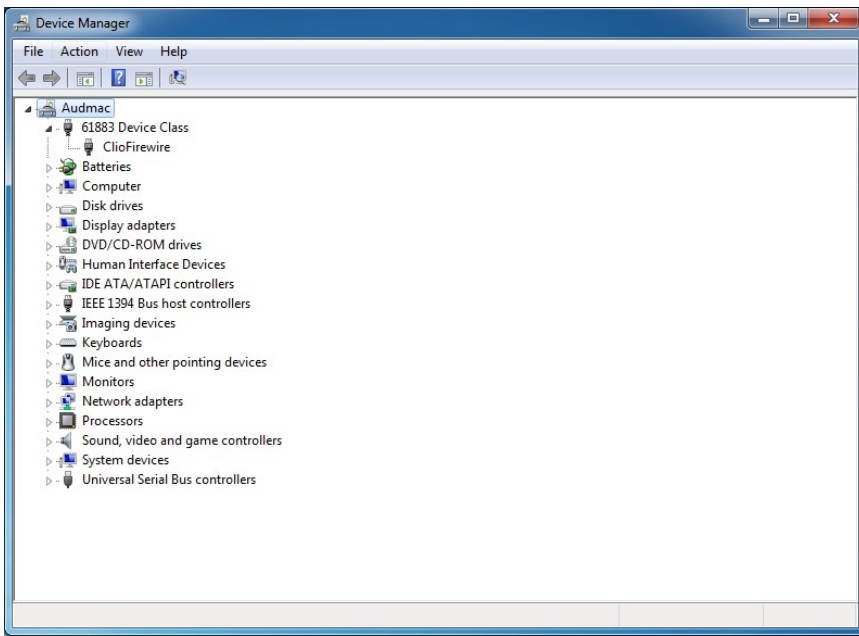 Device Manager
File Action View Help
Audmac
61883 Device Class
ClioFirewire
Batteries
Computer
Disk drives
Display adapters
DVD/CD-ROM drives
Human Interface Devices
IDE ATA/ATAPI controllers
IEEE 1394 Bus host controllers
Imaging devices
Keyboards
Mice and other pointing devices
Monitors
Network adapters
Processors
Sound, video and game controllers
System devices
Universal Serial Bus controllers